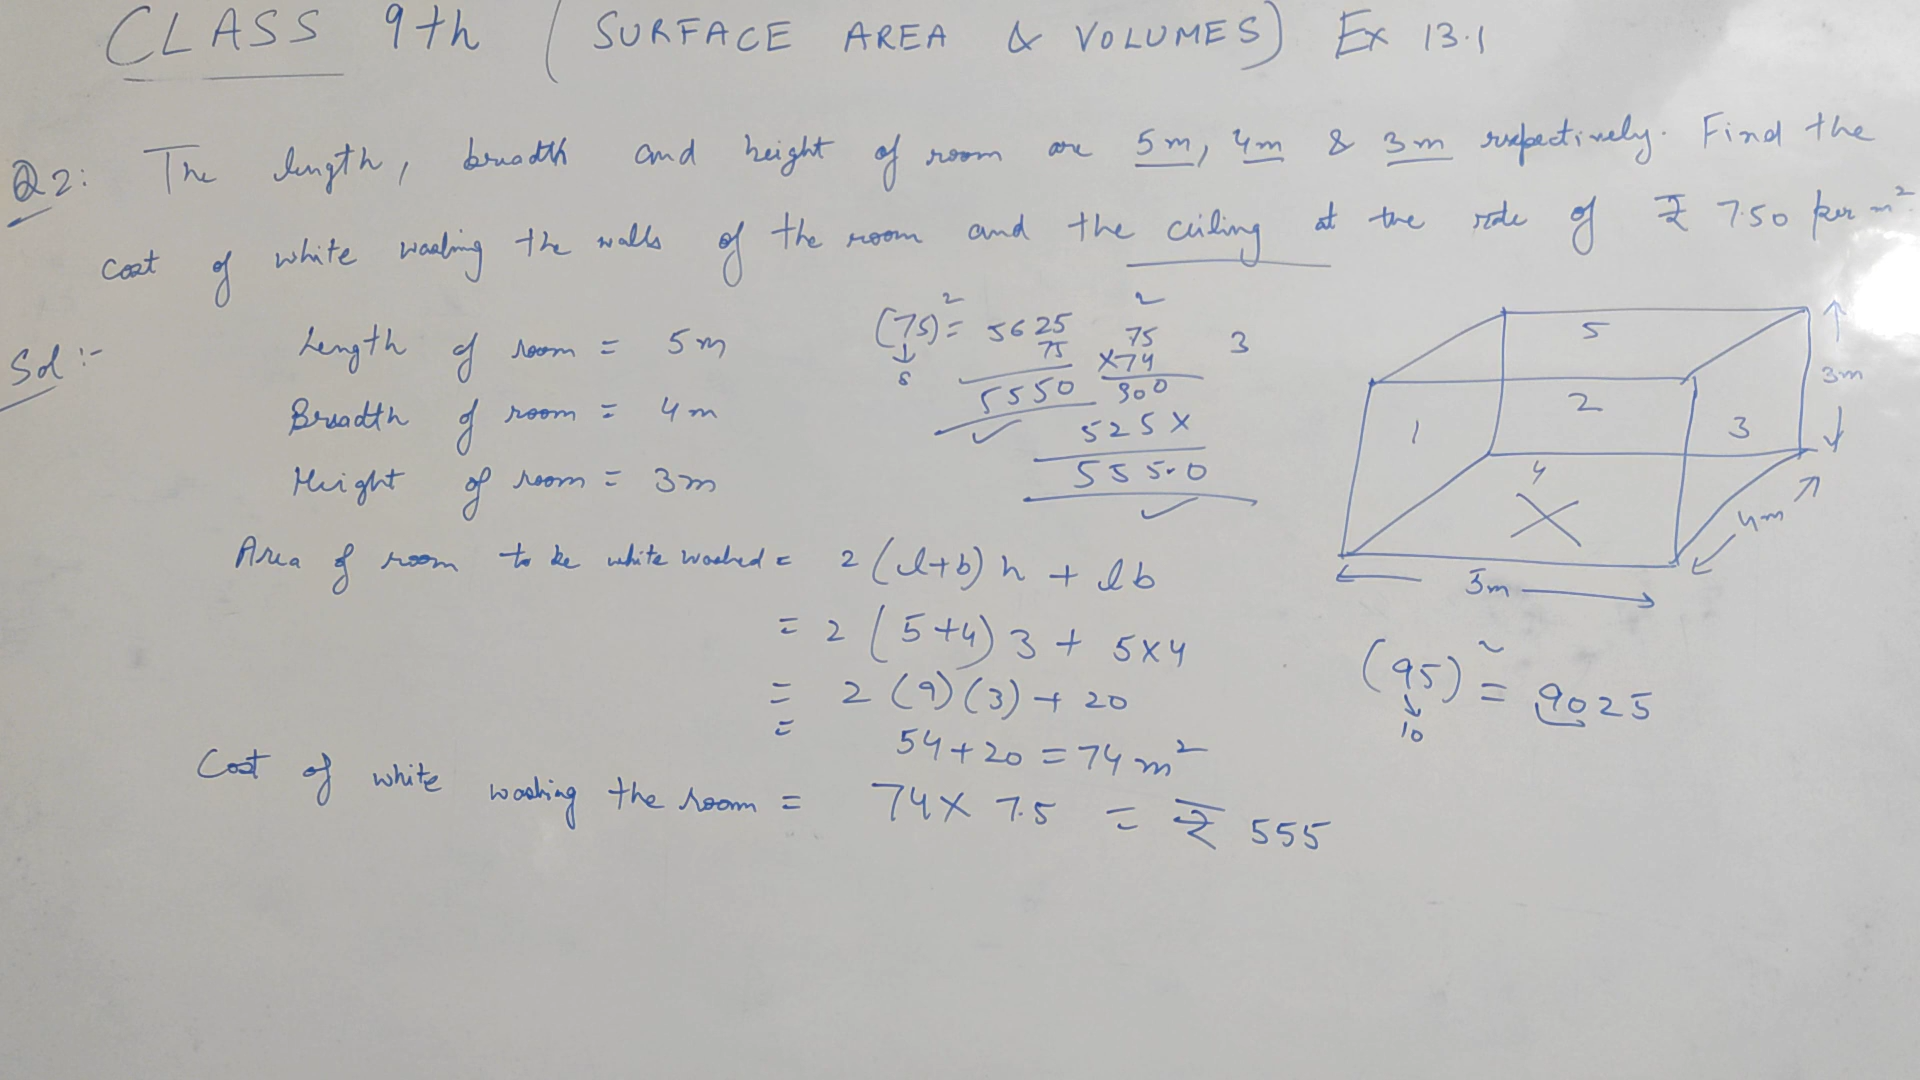 CLASS 9th (SURFACE AREA & VOLUMES) Ex 13.1
Q2: The length, breadth and height of room are 5m, 4m & 3m respectively. Find the
cost of white washing the walls of the room and the ceiling at the rate of ₹ 7.50 per m²
Sol :-
Length of room = 5m
Breadth of room = 4m
Height of room = 3m
(75)² = 5625
↓
8
75
5550
2
75
×74
300
525×
555.0
3
5
2
1
3
4
3m
4m
5m
Area of room to be white washed = 2(l+b)h + lb
= 2(5+4)3 + 5×4
= 2(9)(3) + 20
= 54+20 = 74m²
Cost of white washing the room = 74× 7.5 = ₹ 555
(95)² = 9025
↓
10